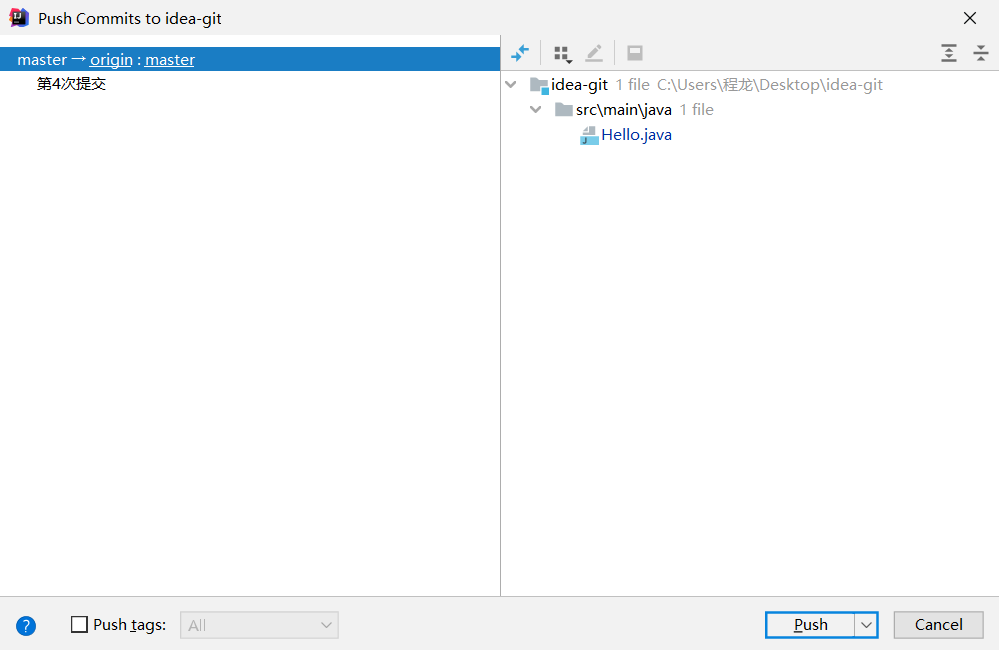 Push Commits to idea-git
master → origin : master
第4次提交
idea-git 1 file C:\Users\程龙\Desktop\idea-git
src\main\java 1 file
Hello.java
Push tags:
All
Push
Cancel